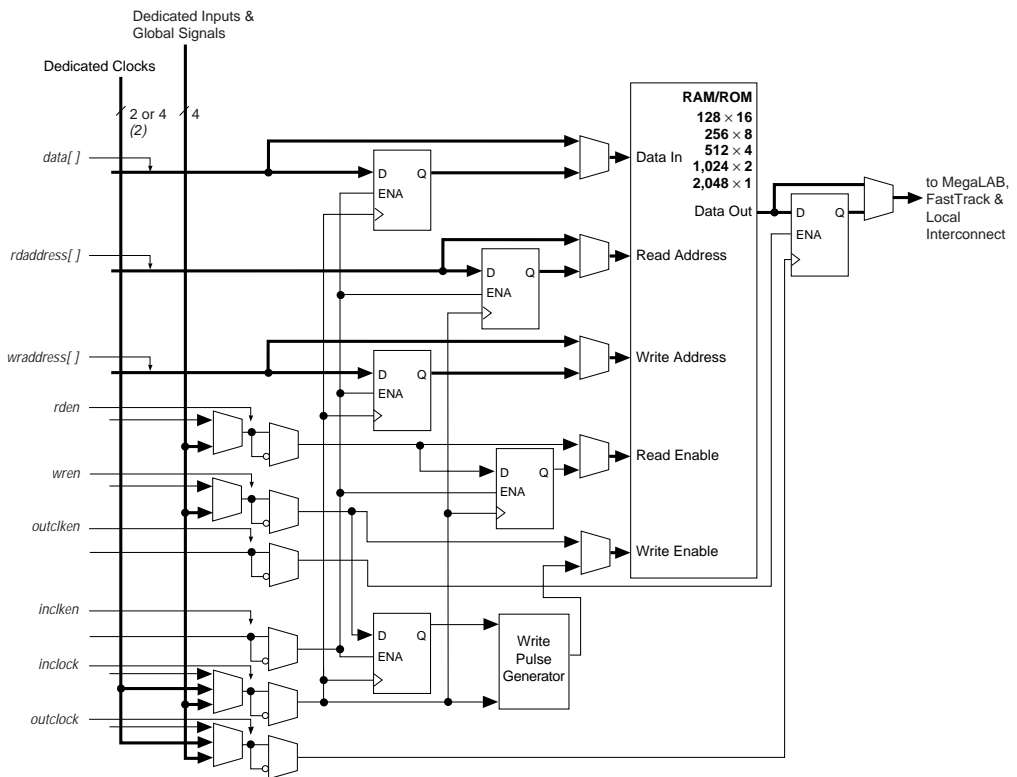 Dedicated Inputs &
Global Signals
Dedicated Clocks
2 or 4
(2)
4
data[ ]
rdaddress[ ]
wraddress[ ]
rden
wren
outclken
inclken
inclock
outclock
D
Q
ENA
D
Q
ENA
D
Q
ENA
D
Q
ENA
D
Q
ENA
Write
Pulse
Generator
RAM/ROM
128 × 16
256 × 8
512 × 4
1,024 × 2
2,048 × 1
Data In
Data Out
Read Address
Write Address
Read Enable
Write Enable
D
Q
ENA
to MegaLAB,
FastTrack &
Local
Interconnect